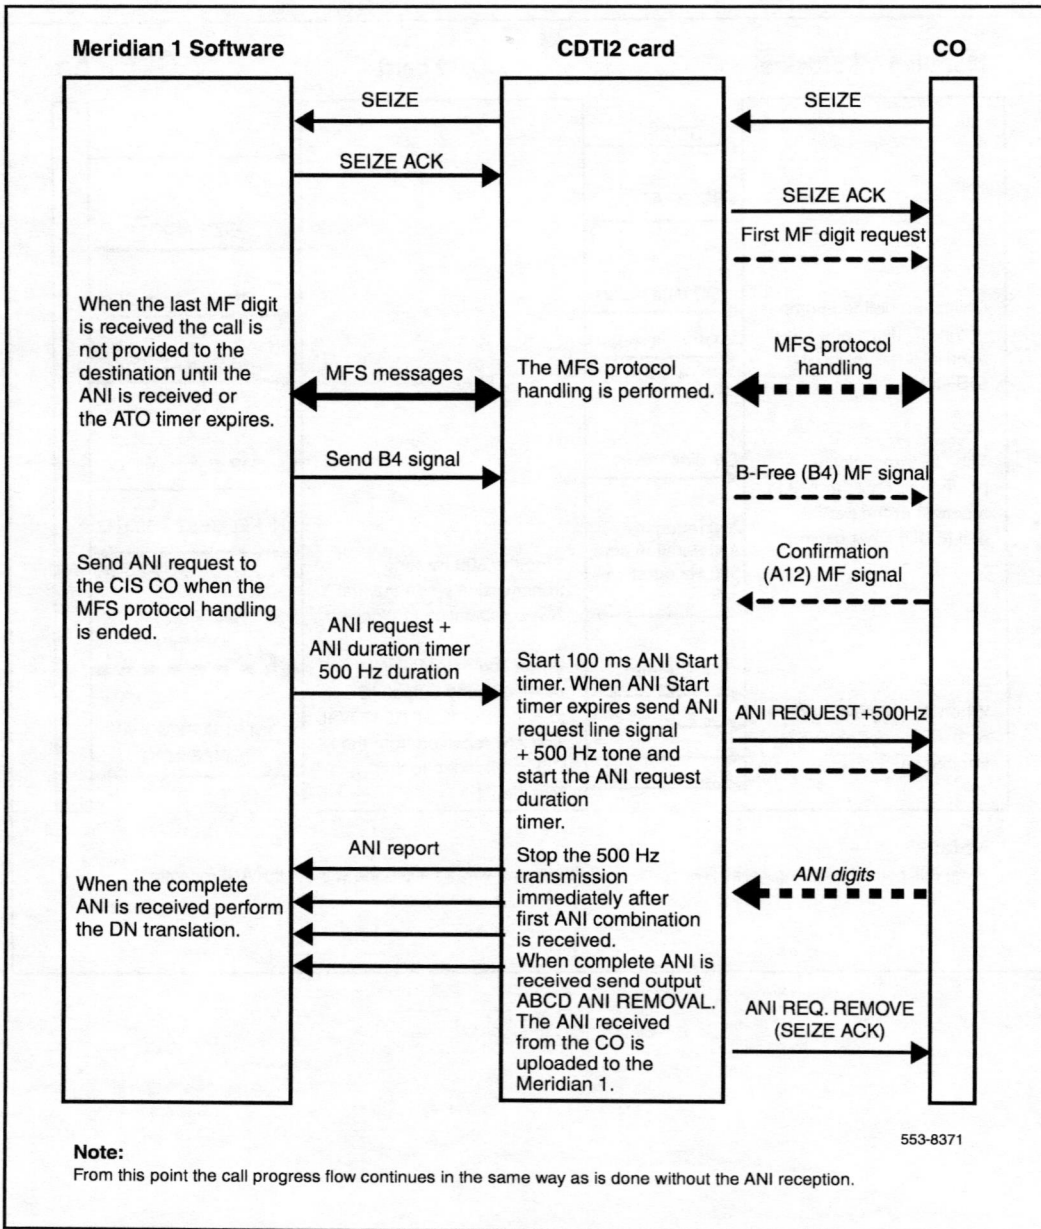 Meridian 1 Software
CDTI2 card
CO
SEIZE
SEIZE
SEIZE ACK
SEIZE ACK
First MF digit request
When the last MF digit
is received the call is
not provided to the
destination until the
ANI is received or
the ATO timer expires.
MFS messages
The MFS protocol
handling is performed.
MFS protocol
handling
Send B4 signal
B-Free (B4) MF signal
Confirmation
(A12) MF signal
Send ANI request to
the CIS CO when the
MFS protocol handling
is ended.
ANI request +
ANI duration timer
500 Hz duration
Start 100 ms ANI Start
timer. When ANI Start
timer expires send ANI
request line signal
+ 500 Hz tone and
start the ANI request
duration
timer.
ANI REQUEST+500Hz
ANI report
When the complete
ANI is received perform
the DN translation.
Stop the 500 Hz
transmission
immediately after
first ANI combination
is received.
When complete ANI is
received send output
ABCD ANI REMOVAL.
The ANI received
from the CO is
uploaded to the
Meridian 1.
ANI digits
ANI REQ. REMOVE
(SEIZE ACK)
553-8371
Note:
From this point the call progress flow continues in the same way as is done without the ANI reception.